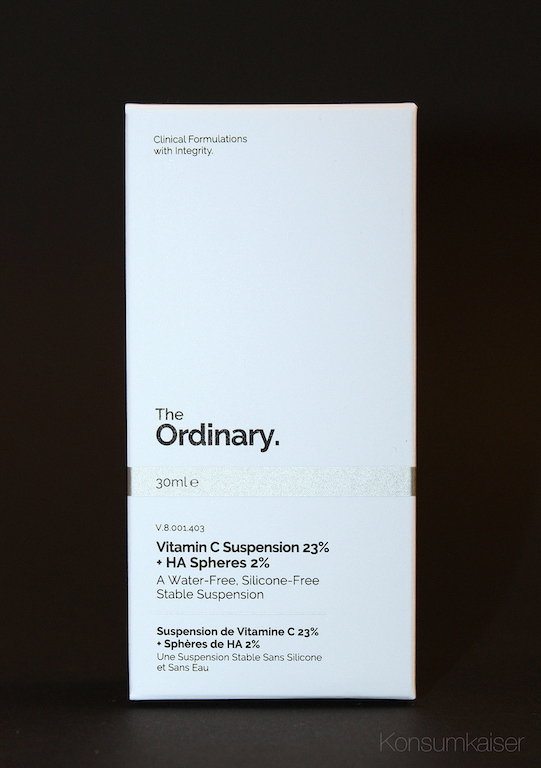 Clinical Formulations
with Integrity.
The
Ordinary.
30ml ℮
V.8.001.403
Vitamin C Suspension 23%
+ HA Spheres 2%
A Water-Free, Silicone-Free
Stable Suspension
Suspension de Vitamine C 23%
+ Sphères de HA 2%
Une Suspension Stable Sans Silicone
et Sans Eau
Konsumkaiser